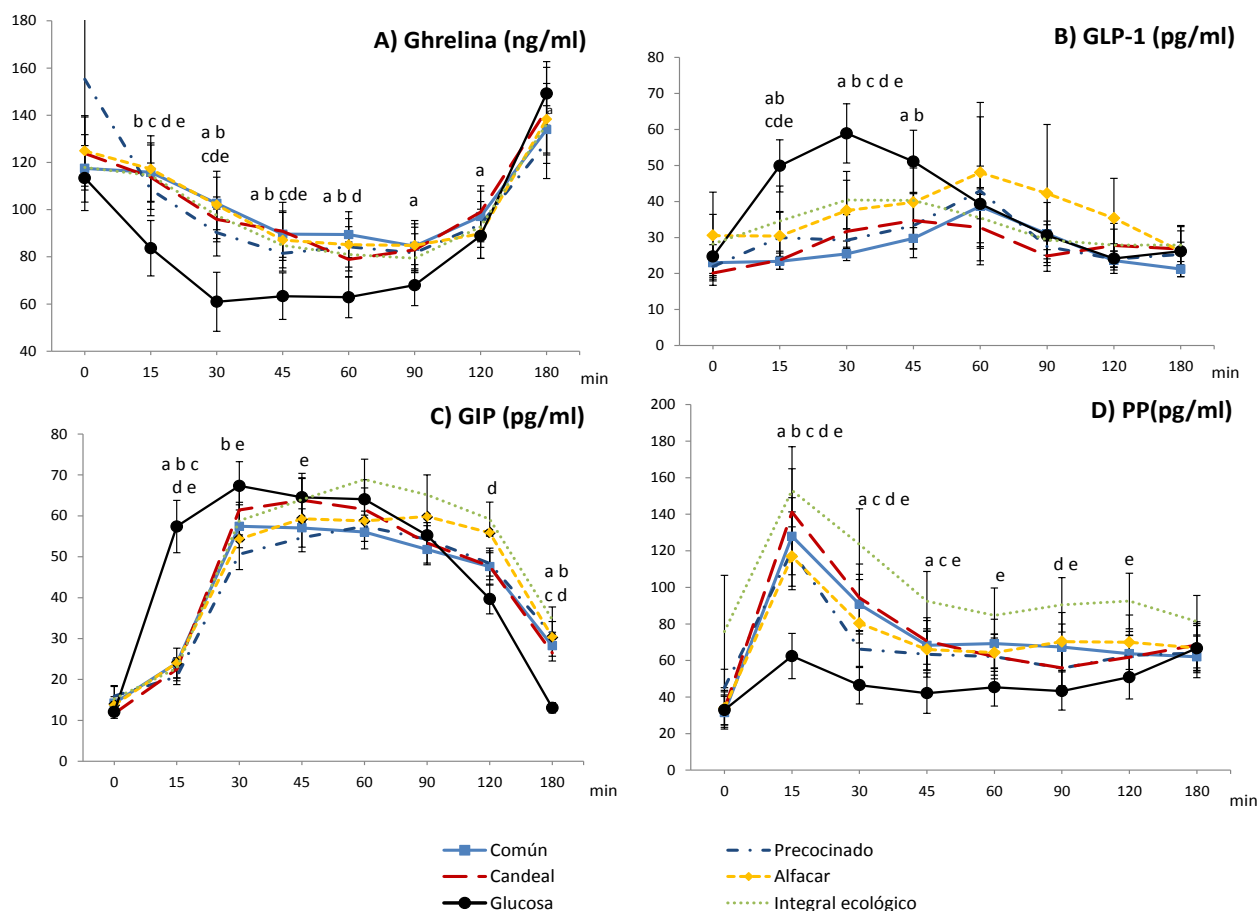 A) Ghrelina (ng/ml)
180
160
140
120
100
80
60
40
b c d e
a b
cde
a b cde
a b d
a
a
a
0 15 30 45 60 90 120 180 min
B) GLP-1 (pg/ml)
90
80
70
60
50
40
30
20
10
0
ab
cde
a b c d e
a b
0 15 30 45 60 90 120 180 min
C) GIP (pg/ml)
80
70
60
50
40
30
20
10
0
a b c
d e
b e
e
d
a b
c d
0 15 30 45 60 90 120 180 min
D) PP(pg/ml)
200
180
160
140
120
100
80
60
40
20
0
a b c d e
a c d e
a c e
e
d e
e
0 15 30 45 60 90 120 180 min
Común
Precocinado
Candeal
Alfacar
Glucosa
Integral ecológico